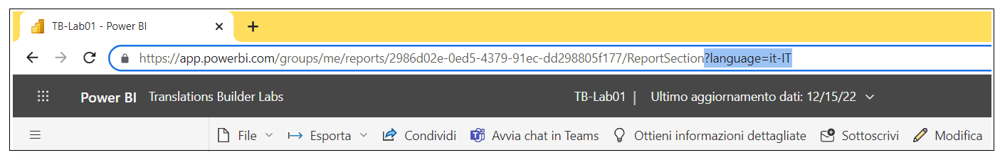 TB-Lab01 - Power BI
https://app.powerbi.com/groups/me/reports/2986d02e-0ed5-4379-91ec-dd298805f177/ReportSection?language=it-IT
Power BI Translations Builder Labs TB-Lab01 | Ultimo aggiornamento dati: 12/15/22
File Esporta Condividi Avvia chat in Teams Ottieni informazioni dettagliate Sottoscrivi Modifica